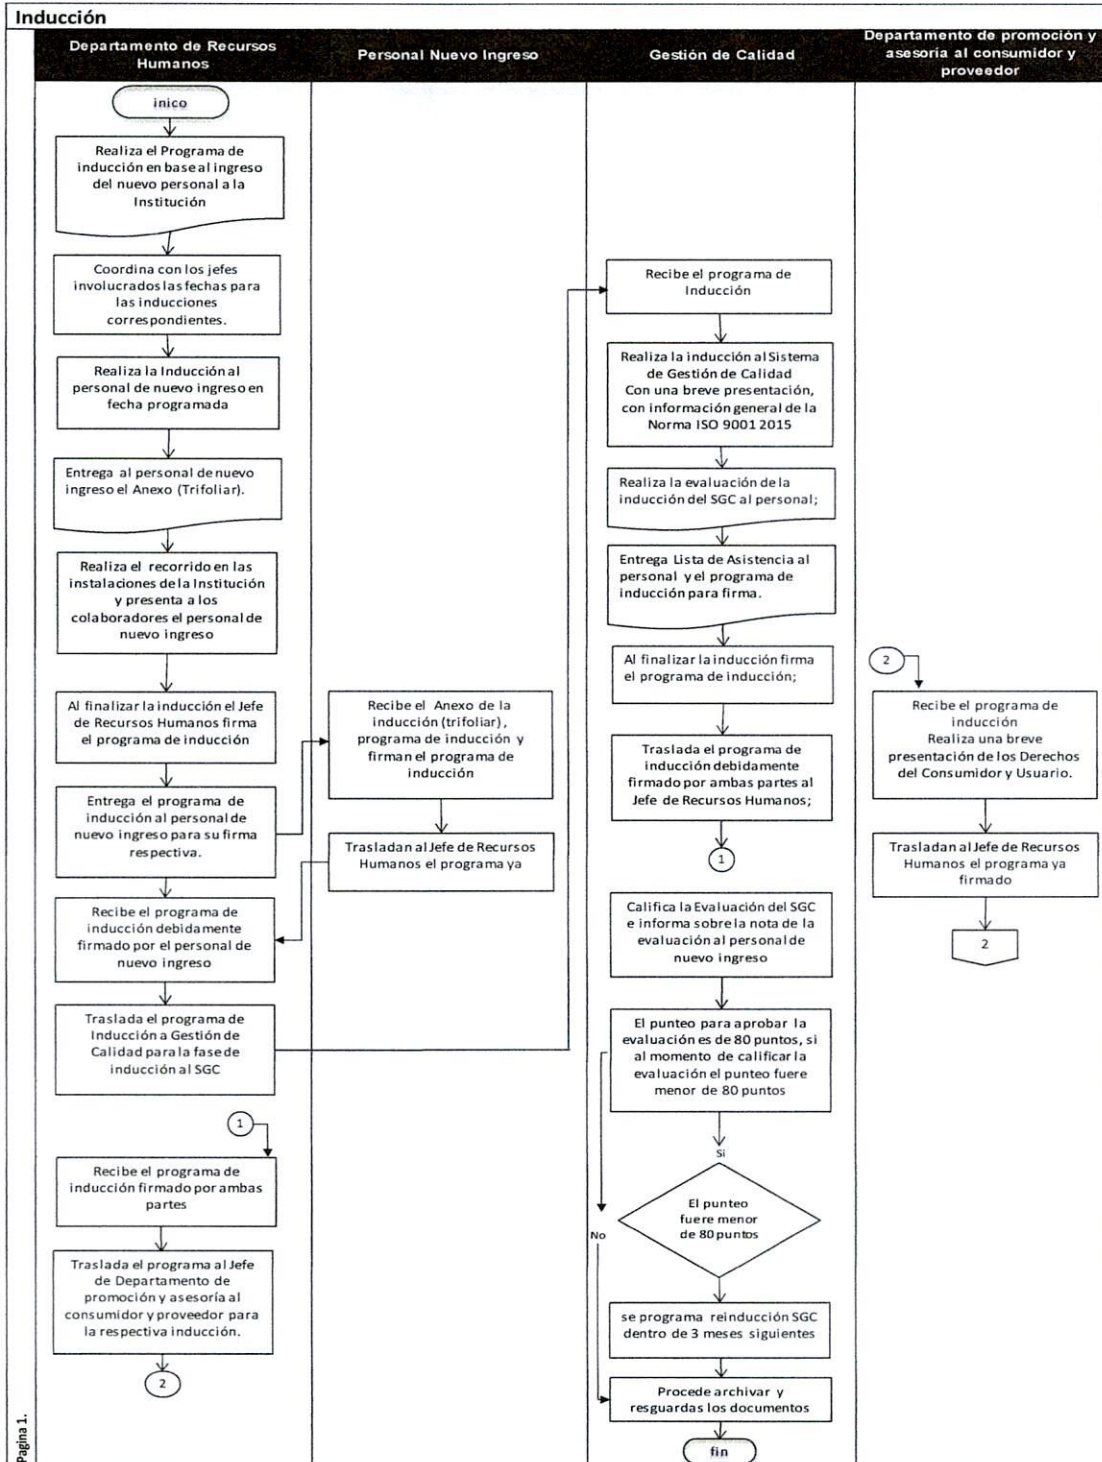 Inducción
Departamento de Recursos
Humanos
Personal Nuevo Ingreso
Gestión de Calidad
Departamento de promoción y
asesoría al consumidor y
proveedor
inico
Realiza el Programa de
inducción en base al ingreso
del nuevo personal a la
Institución
Coordina con los jefes
involucrados las fechas para
las inducciones
correspondientes.
Realiza la Inducción al
personal de nuevo ingreso en
fecha programada
Entrega al personal de nuevo
ingreso el Anexo (Trifoliar).
Realiza el recorrido en las
instalaciones de la Institución
y presenta a los
colaboradores el personal de
nuevo ingreso
Al finalizar la inducción el Jefe
de Recursos Humanos firma
el programa de inducción
Entrega el programa de
inducción al personal de
nuevo ingreso para su firma
respectiva.
Recibe el programa de
inducción debidamente
firmado por el personal de
nuevo ingreso
Traslada el programa de
Inducción a Gestión de
Calidad para la fase de
inducción al SGC
1
Recibe el programa de
inducción firmado por ambas
partes
Traslada el programa al Jefe
de Departamento de
promoción y asesoría al
consumidor y proveedor para
la respectiva inducción.
2
Recibe el Anexo de la
inducción (trifoliar),
programa de inducción y
firman el programa de
inducción
Trasladan al Jefe de Recursos
Humanos el programa ya
Recibe el programa de
Inducción
Realiza la inducción al Sistema
de Gestión de Calidad
Con una breve presentación,
con información general de la
Norma ISO 9001 2015
Realiza la evaluación de la
inducción del SGC al personal;
Entrega Lista de Asistencia al
personal y el programa de
inducción para firma.
Al finalizar la inducción firma
el programa de inducción;
Traslada el programa de
inducción debidamente
firmado por ambas partes al
Jefe de Recursos Humanos;
1
Califica la Evaluación del SGC
e informa sobre la nota de la
evaluación al personal de
nuevo ingreso
El punteo para aprobar la
evaluación es de 80 puntos, si
al momento de calificar la
evaluación el punteo fuere
menor de 80 puntos
Si
El punteo
fuere menor
de 80 puntos
No
se programa reinducción SGC
dentro de 3 meses siguientes
Procede archivar y
resguardas los documentos
fin
2
Recibe el programa de
inducción
Realiza una breve
presentación de los Derechos
del Consumidor y Usuario.
Trasladan al Jefe de Recursos
Humanos el programa ya
firmado
2
Pagina 1.